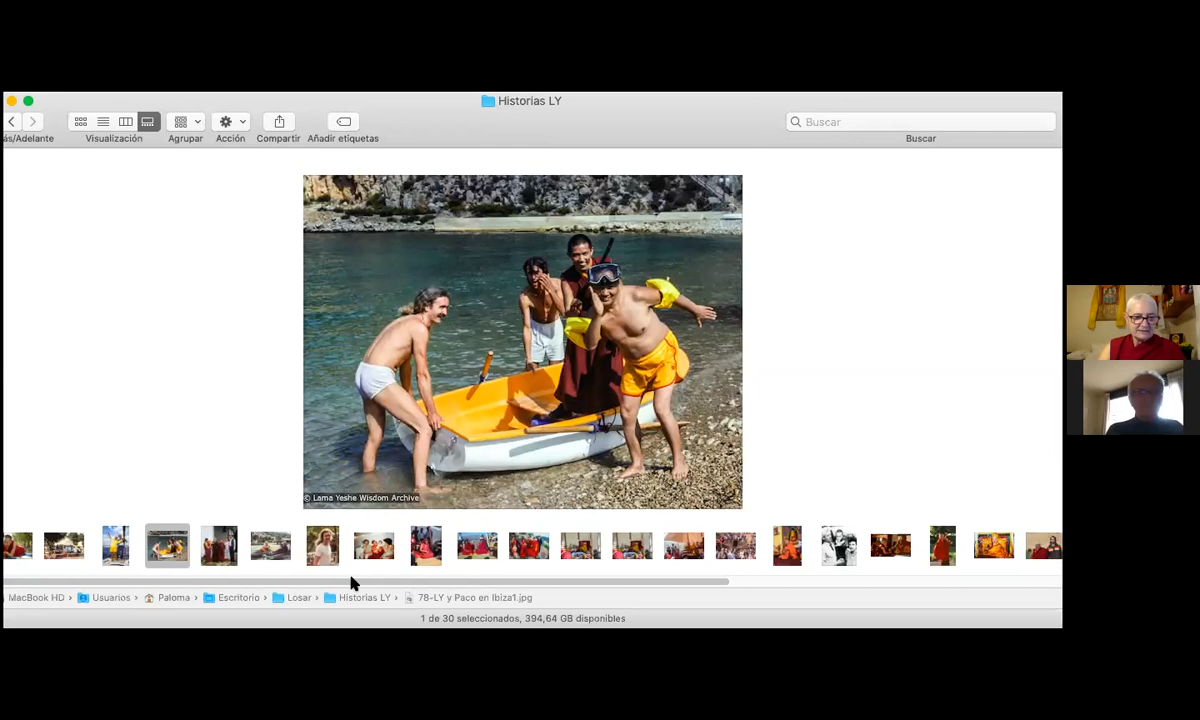 Historias LY
ás/Adelante
Visualización
Agrupar
Acción
Compartir
Añadir etiquetas
Buscar
Buscar
© Lama Yeshe Wisdom Archive
MacBook HD › Usuarios › Paloma › Escritorio › Losar › Historias LY › 78-LY y Paco en Ibiza1.jpg
1 de 30 seleccionados, 394,64 GB disponibles